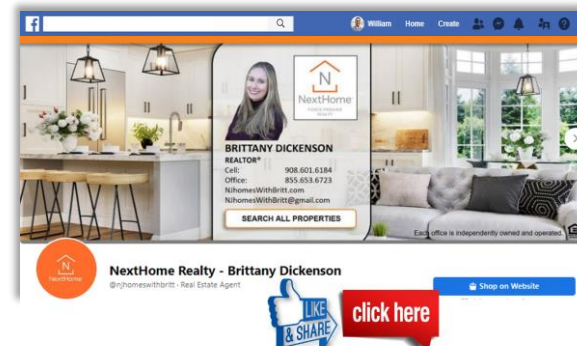 f
William Home Create
N
NextHome
BRITTANY DICKENSON
REALTOR®
Cell: 908.601.6184
Office: 855.653.6723
NJhomesWithBritt.com
NJhomesWithBritt@gmail.com
SEARCH ALL PROPERTIES
Each office is independently owned and operated.
N
NextHome
NextHome Realty - Brittany Dickenson
@njhomeswithbritt · Real Estate Agent
Shop on Website
LIKE
& SHARE
click here